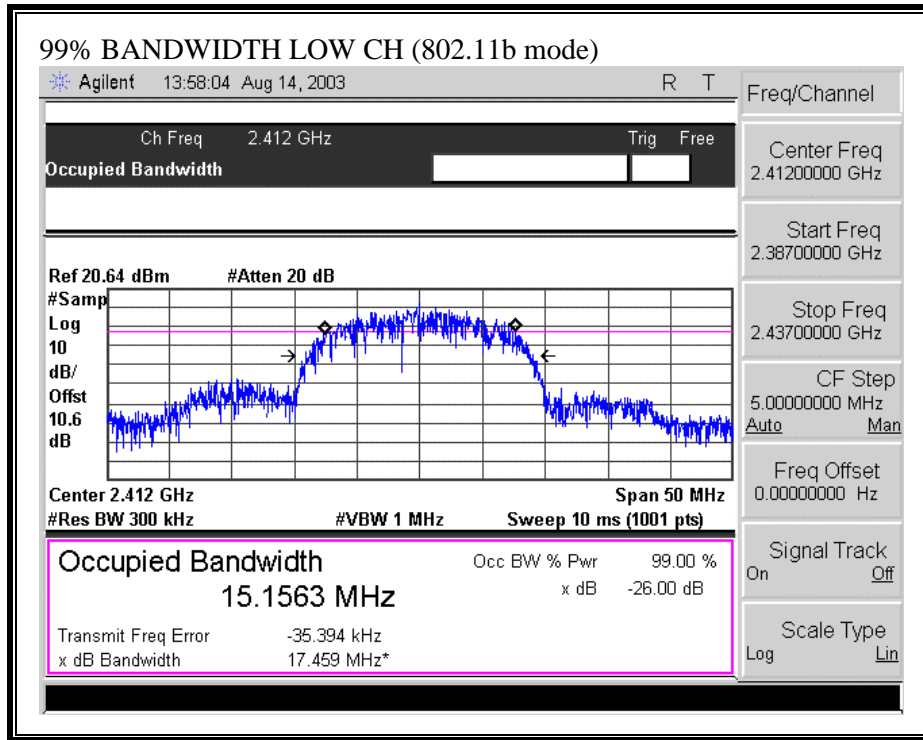 99% BANDWIDTH LOW CH (802.11b mode)
Agilent 13:58:04 Aug 14, 2003 R T
Freq/Channel
Ch Freq 2.412 GHz Trig Free
Occupied Bandwidth
Center Freq
2.41200000 GHz
Start Freq
2.38700000 GHz
Stop Freq
2.43700000 GHz
CF Step
5.00000000 MHz
Auto Man
Freq Offset
0.00000000 Hz
Signal Track
On Off
Scale Type
Log Lin
Ref 20.64 dBm #Atten 20 dB
#Samp
Log
10
dB/
Offst
10.6
dB
Center 2.412 GHz Span 50 MHz
#Res BW 300 kHz #VBW 1 MHz Sweep 10 ms (1001 pts)
Occupied Bandwidth Occ BW % Pwr 99.00 %
15.1563 MHz x dB -26.00 dB
Transmit Freq Error -35.394 kHz
x dB Bandwidth 17.459 MHz*